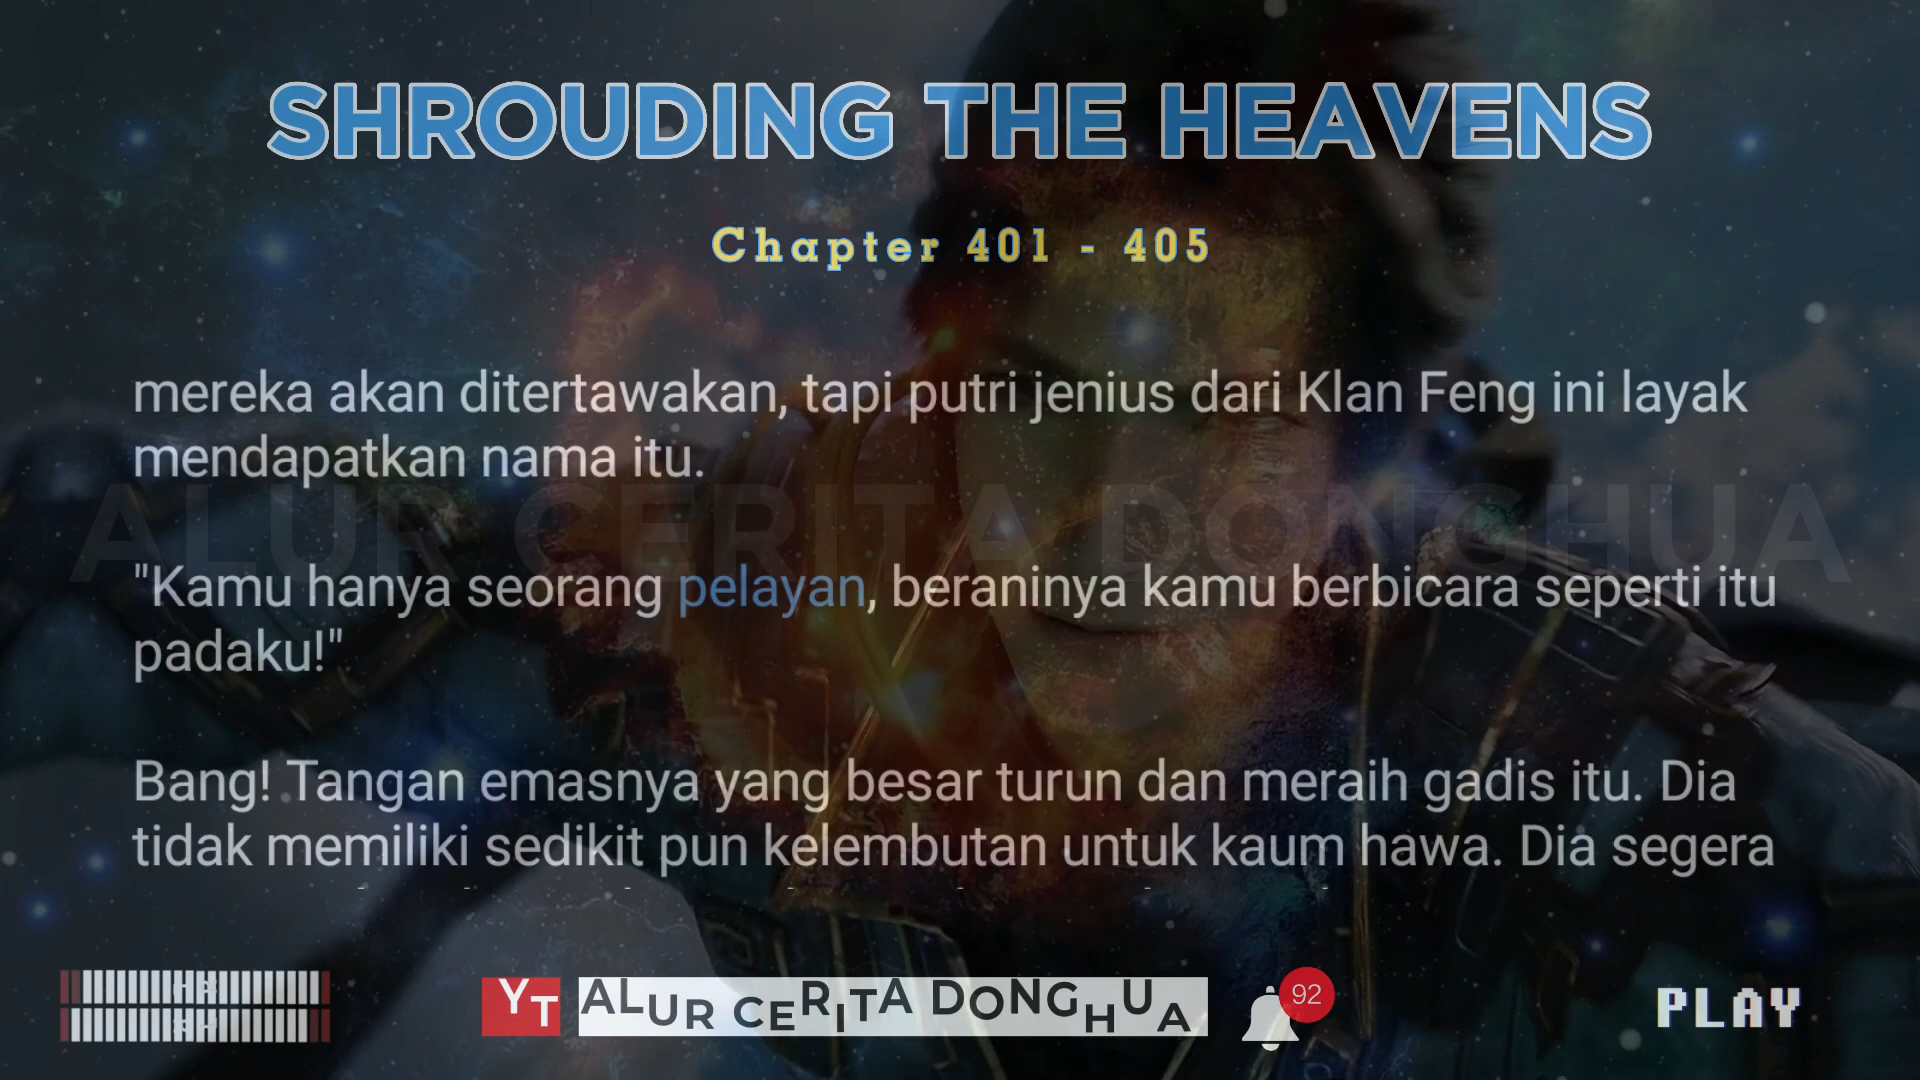 SHROUDING THE HEAVENS
Chapter 401 - 405
mereka akan ditertawakan, tapi putri jenius dari Klan Feng ini layak
mendapatkan nama itu.
ALUR CERITA DONGHUA
"Kamu hanya seorang pelayan, beraninya kamu berbicara seperti itu
padaku!"
Bang! Tangan emasnya yang besar turun dan meraih gadis itu. Dia
tidak memiliki sedikit pun kelembutan untuk kaum hawa. Dia segera
YT ALUR CERITA DONGHUA
92
PLAY